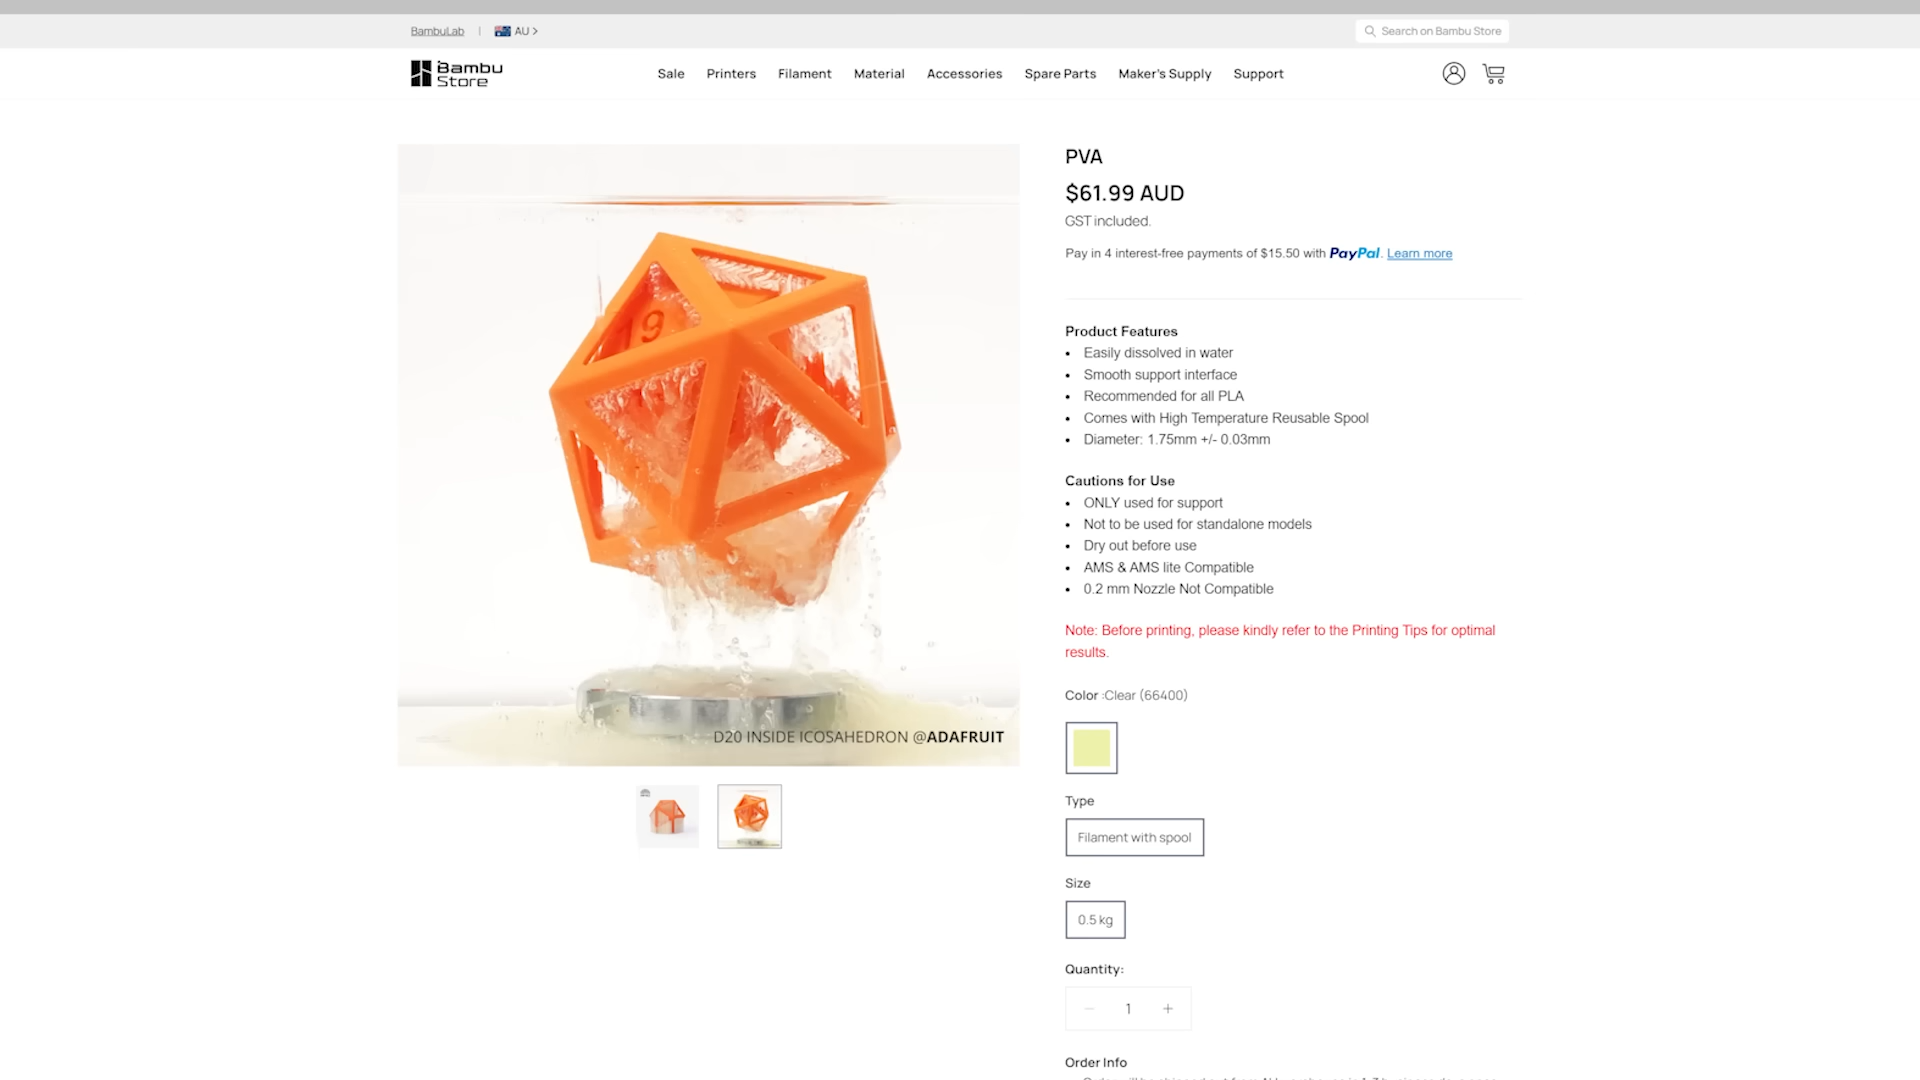 BambuLab | AU >
Search on Bambu Store
Bambu Store
Sale Printers Filament Material Accessories Spare Parts Maker's Supply Support
9
D20 INSIDE ICOSAHEDRON @ADAFRUIT
PVA
$61.99 AUD
GST included.
Pay in 4 interest-free payments of $15.50 with PayPal. Learn more
Product Features
• Easily dissolved in water
• Smooth support interface
• Recommended for all PLA
• Comes with High Temperature Reusable Spool
• Diameter: 1.75mm +/- 0.03mm
Cautions for Use
• ONLY used for support
• Not to be used for standalone models
• Dry out before use
• AMS & AMS lite Compatible
• 0.2 mm Nozzle Not Compatible
Note: Before printing, please kindly refer to the Printing Tips for optimal
results.
Color :Clear (66400)
Type
Filament with spool
Size
0.5 kg
Quantity:
− 1 +
Order Info